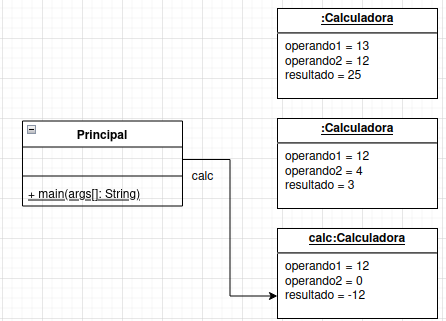 :Calculadora
operando1 = 13
operando2 = 12
resultado = 25
Principal
+ main(args[]: String)
calc
:Calculadora
operando1 = 12
operando2 = 4
resultado = 3
calc:Calculadora
operando1 = 12
operando2 = 0
resultado = -12